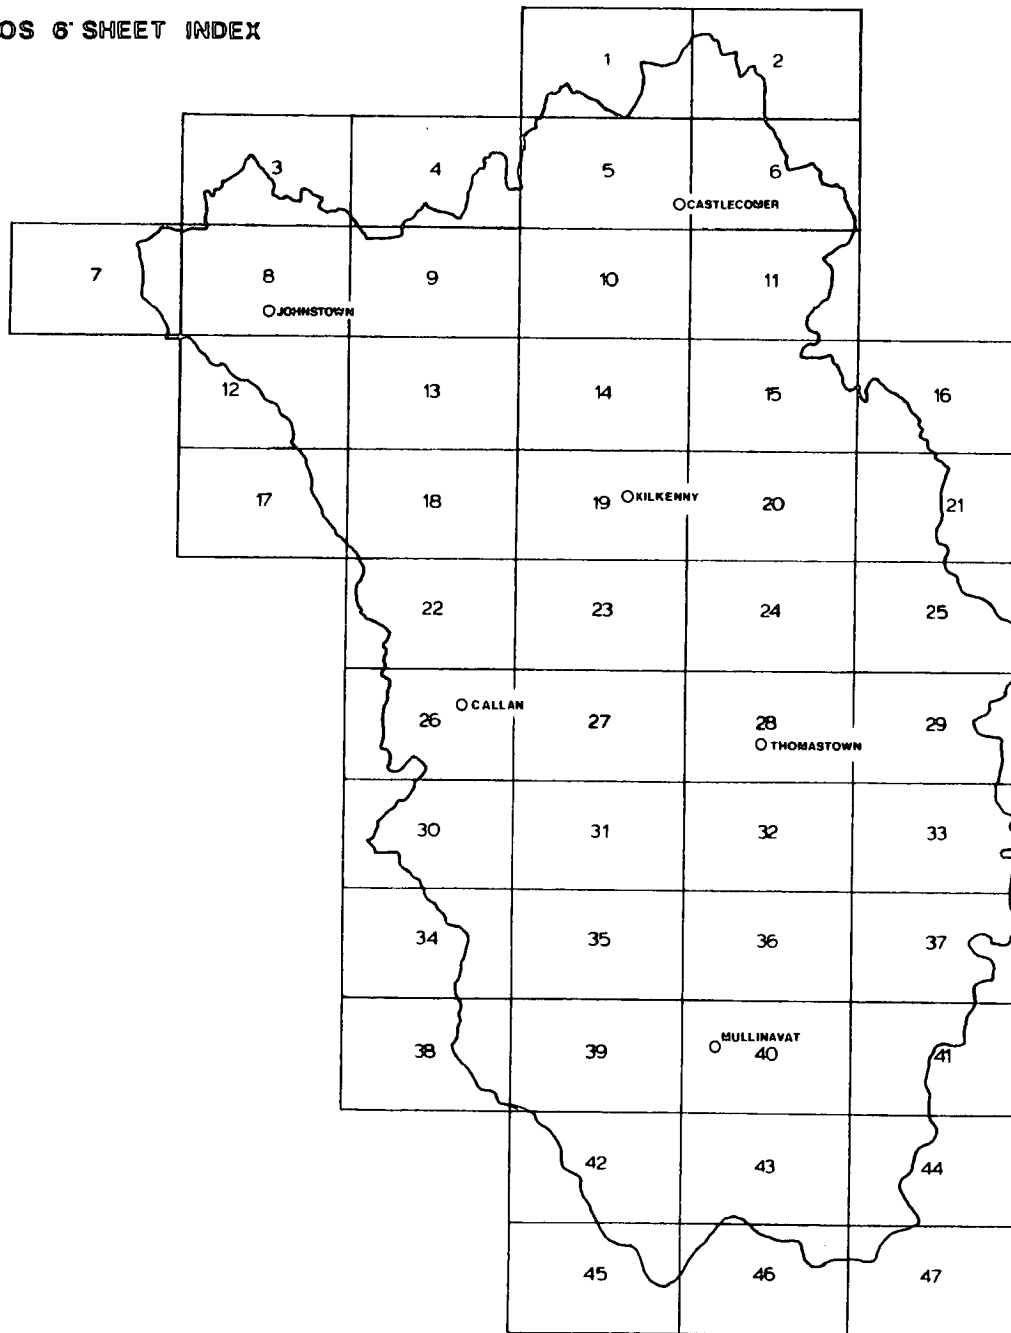 OS 6" SHEET INDEX
1 2
3 4 5 6
CASTLECOMER
7 8 9 10 11
JOHNSTOWN
12 13 14 15 16
17 18 19 KILKENNY 20 21
22 23 24 25
26 CALLAN 27 28 29
THOMASTOWN
30 31 32 33
34 35 36 37
MULLINAVAT
38 39 40 41
42 43 44
45 46 47